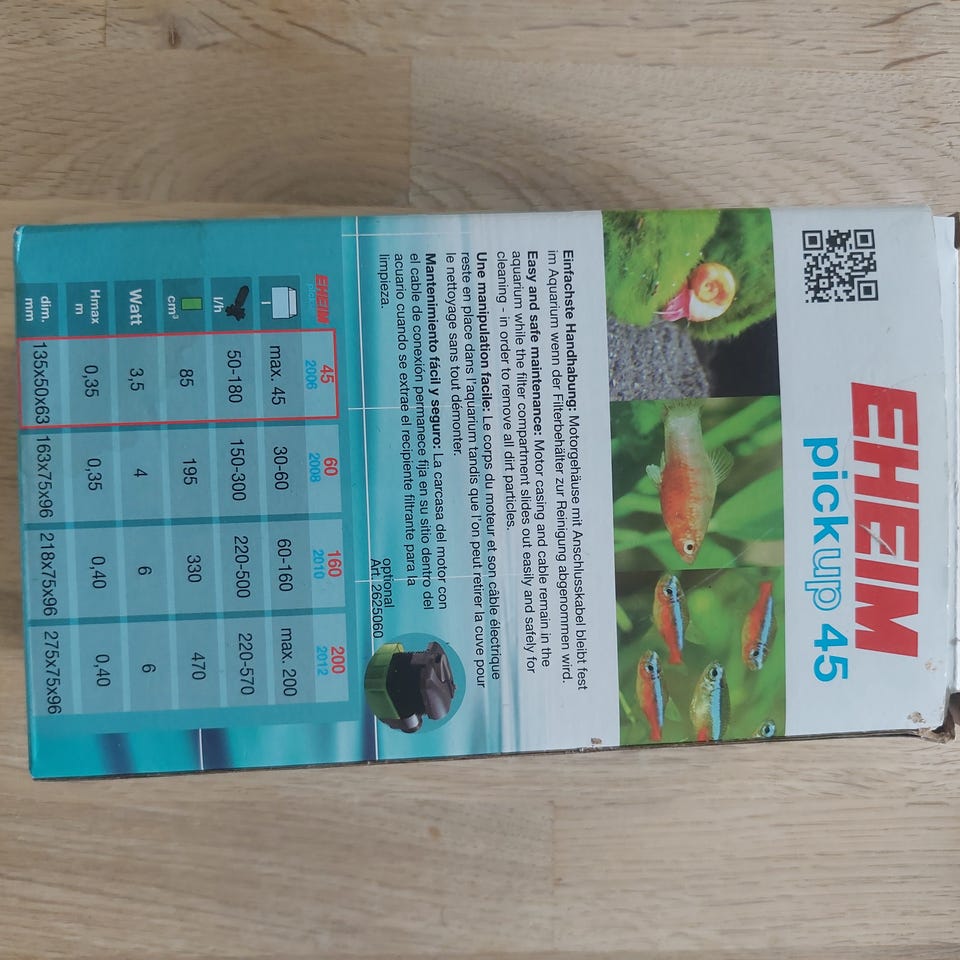 EHEIM
pickup 45
Einfachste Handhabung: Motorgehäuse mit Anschlusskabel bleibt fest
im Aquarium wenn der Filterbehälter zur Reinigung abgenommen wird.
Easy and safe maintenance: Motor casing and cable remain in the
aquarium while the filter compartment slides out easily and safely for
cleaning - in order to remove all dirt particles.
Une manipulation facile: Le corps du moteur et son câble électrique
reste en place dans l'aquarium tandis que l'on peut retirer la cuve pour
le nettoyage sans tout démonter.
Mantenimiento fácil y seguro: La carcasa del motor con
el cable de conexión permanece fija en su sitio dentro del
acuario cuando se extrae el recipiente filtrante para la
limpieza.
optional
Art. 2625060
EHEIM 45 60 160 200
pickup 2006 2008 2010 2012
l max. 45 30-60 60-160 max. 200
l/h 50-180 150-300 220-500 220-570
cm³ 85 195 330 470
Watt 3,5 4 6 6
Hmax m 0,35 0,35 0,40 0,40
dim. mm 135x50x63 163x75x96 218x75x96 275x75x96